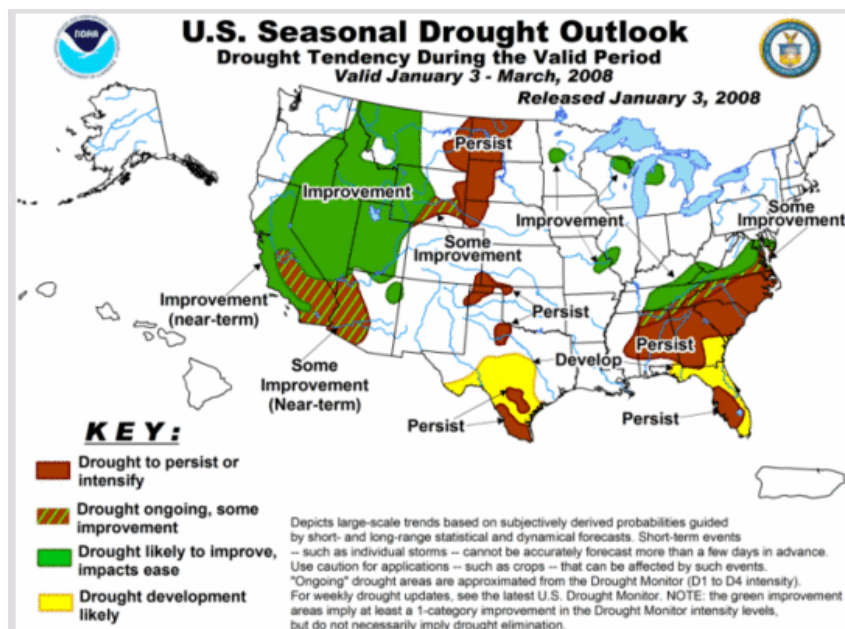 NOAA
U.S. Seasonal Drought Outlook
Drought Tendency During the Valid Period
Valid January 3 - March, 2008
Released January 3, 2008
Persist
Improvement
Improvement
Some
Improvement
Some
Improvement
Improvement
(near-term)
Persist
Some
Improvement
(Near-term)
Develop
Persist
Persist
Persist
KEY:
Drought to persist or
intensify
Drought ongoing, some
improvement
Drought likely to improve,
impacts ease
Drought development
likely
Depicts large-scale trends based on subjectively derived probabilities guided
by short- and long-range statistical and dynamical forecasts. Short-term events
-- such as individual storms -- cannot be accurately forecast more than a few days in advance.
Use caution for applications -- such as crops -- that can be affected by such events.
"Ongoing" drought areas are approximated from the Drought Monitor (D1 to D4 intensity).
For weekly drought updates, see the latest U.S. Drought Monitor. NOTE: the green improvement
areas imply at least a 1-category improvement in the Drought Monitor intensity levels,
but do not necessarily imply drought elimination.